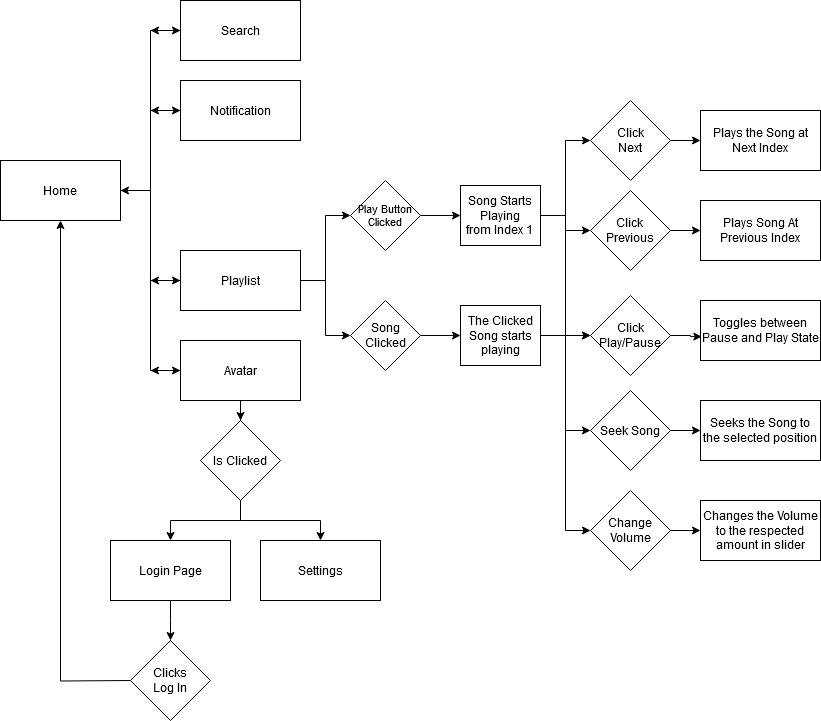 Search
Notification
Home
Playlist
Avatar
Is Clicked
Login Page
Settings
Clicks
Log In
Play Button
Clicked
Song
Clicked
Song Starts
Playing
from Index 1
The Clicked
Song starts
playing
Click
Next
Plays the Song at
Next Index
Click
Previous
Plays Song At
Previous Index
Click
Play/Pause
Toggles between
Pause and Play State
Seek Song
Seeks the Song to
the selected position
Change
Volume
Changes the Volume
to the respected
amount in slider